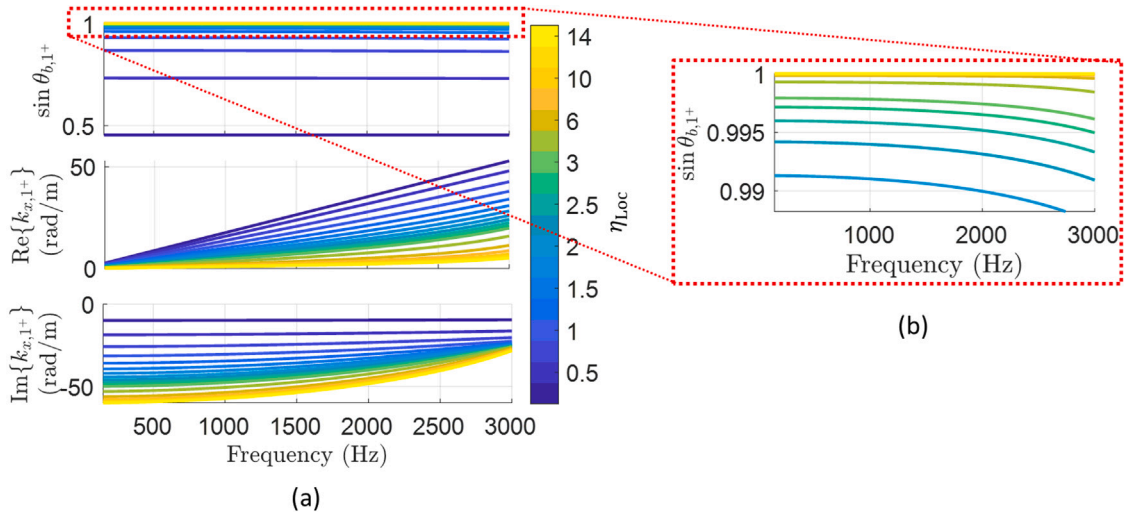 1
0.5
sin θ_{b,1^+}
50
0
Re{k_{x,1^+}}
(rad/m)
0
-50
Im{k_{x,1^+}}
(rad/m)
500 1000 1500 2000 2500 3000
Frequency (Hz)
(a)
14
10
6
3
2.5
2
1.5
1
0.5
η_{Loc}
1
0.995
0.99
sin θ_{b,1^+}
1000 2000 3000
Frequency (Hz)
(b)